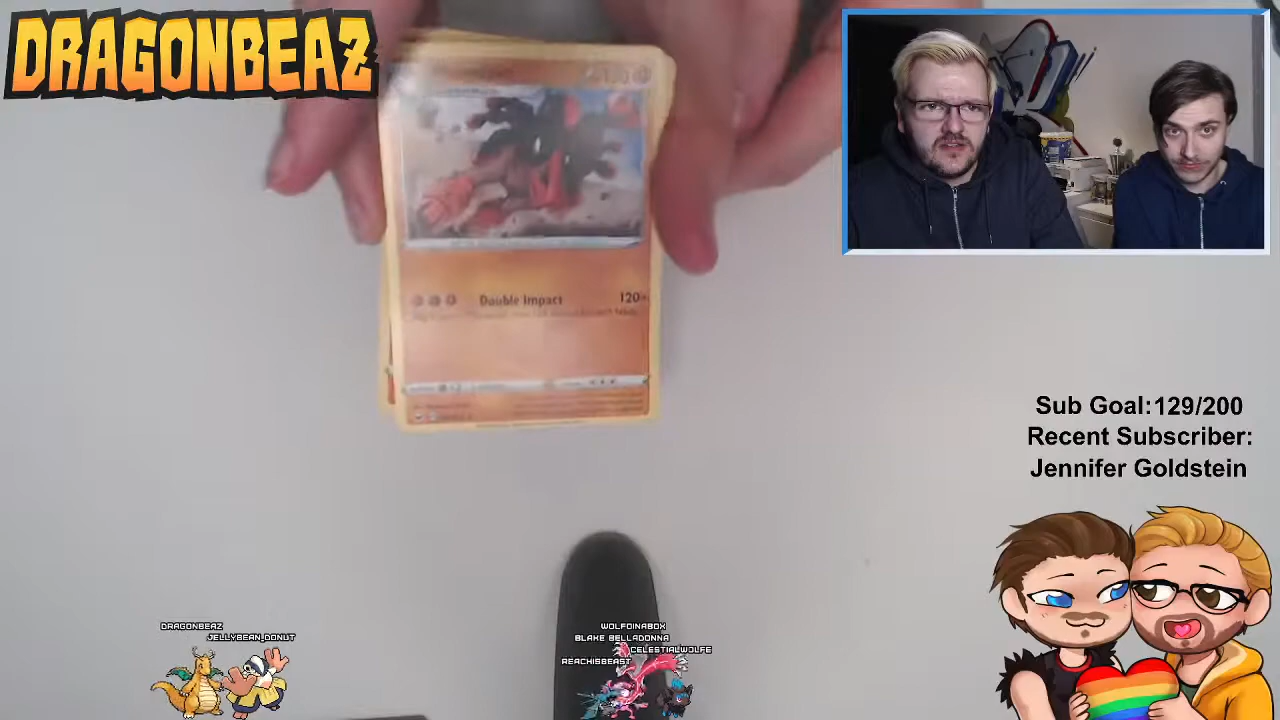 DRAGONBEAZ
Double Impact 120+
Sub Goal:129/200
Recent Subscriber:
Jennifer Goldstein
DRAGONBEAZ
JELLYBEAN_DONUT
WOLFOINABOX
BLAKE BELLADONNA
CELESTIALWOLFE
REACHISBEAST